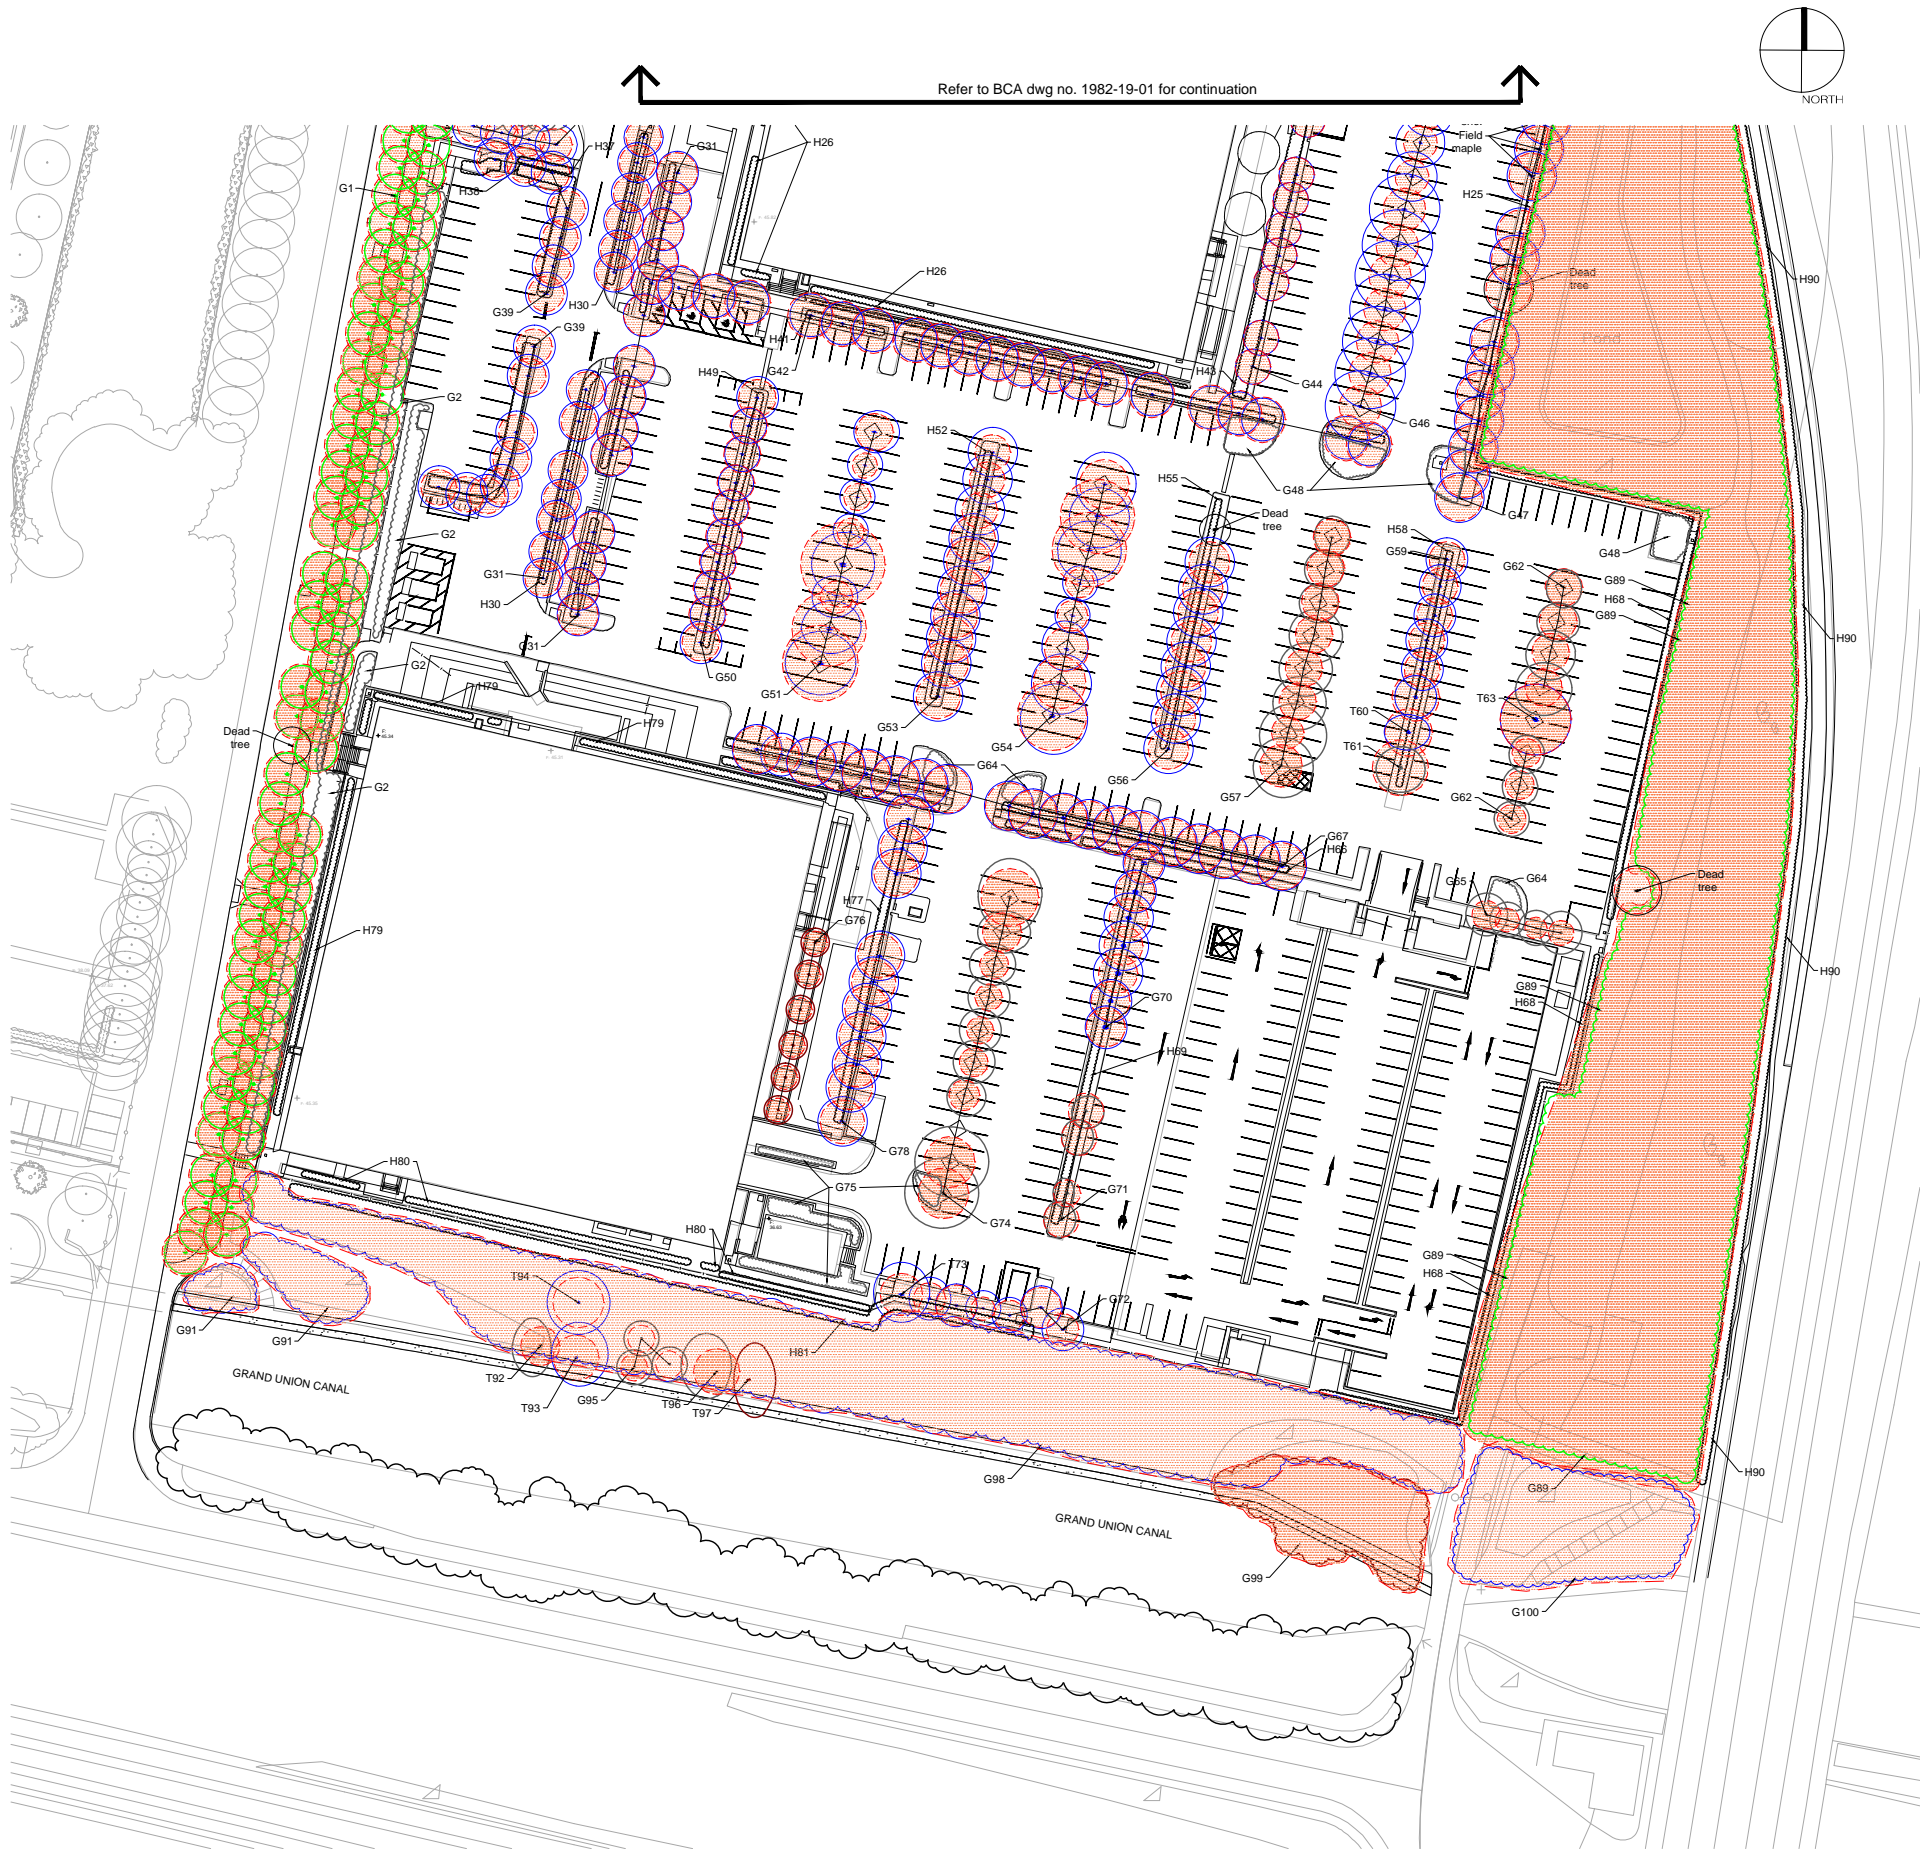 NORTH
Refer to BCA dwg no. 1982-19-01 for continuation
Field
maple
H37
G31
H26
G1
H38
H25
H26
Dead
tree
H90
G39
H30
G39
H41
G42
H43
G44
H49
G2
G46
H52
H55
G48
Dead
tree
G47
G2
H58
G59
G48
G62
G89
H68
G89
G31
H30
G31
H90
G2
G50
G51
H79
T63
G53
H79
T60
Dead
tree
G54
T61
G64
G56
G57
G2
G62
G67
H66
G65
G64
Dead
tree
H77
G76
H79
H90
G89
H68
G70
H69
G78
H80
G75
G71
G74
H80
G89
H68
T73
T94
G72
G91
G91
H81
T92
T93
G95
T96
T97
GRAND UNION CANAL
G98
H90
G89
GRAND UNION CANAL
G99
G100